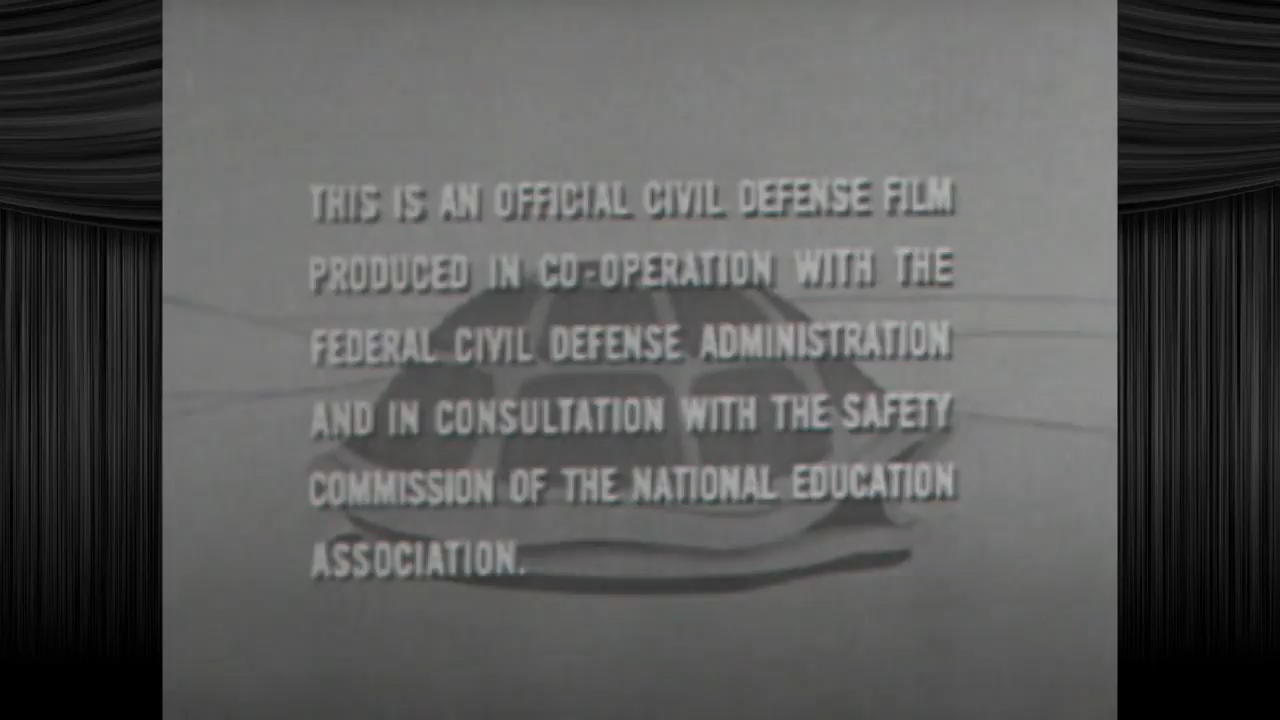 THIS IS AN OFFICIAL CIVIL DEFENSE FILM
PRODUCED IN CO-OPERATION WITH THE
FEDERAL CIVIL DEFENSE ADMINISTRATION
AND IN CONSULTATION WITH THE SAFETY
COMMISSION OF THE NATIONAL EDUCATION
ASSOCIATION.